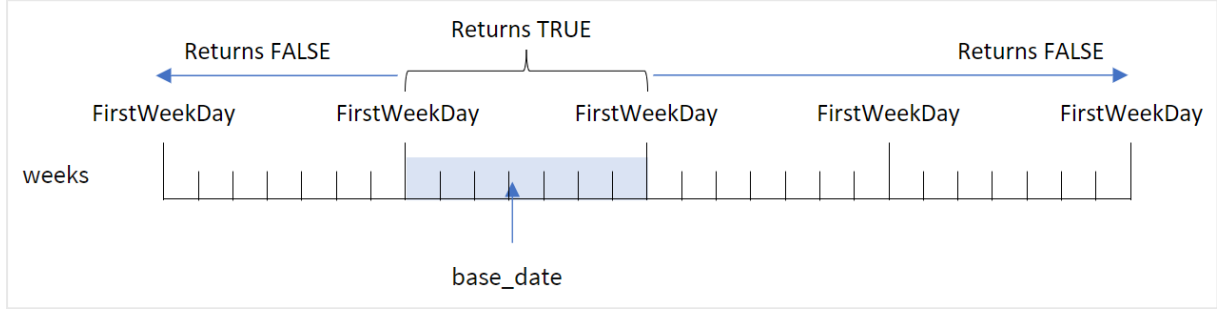 Returns TRUE
Returns FALSE Returns FALSE
FirstWeekDay FirstWeekDay FirstWeekDay FirstWeekDay FirstWeekDay
weeks
base_date